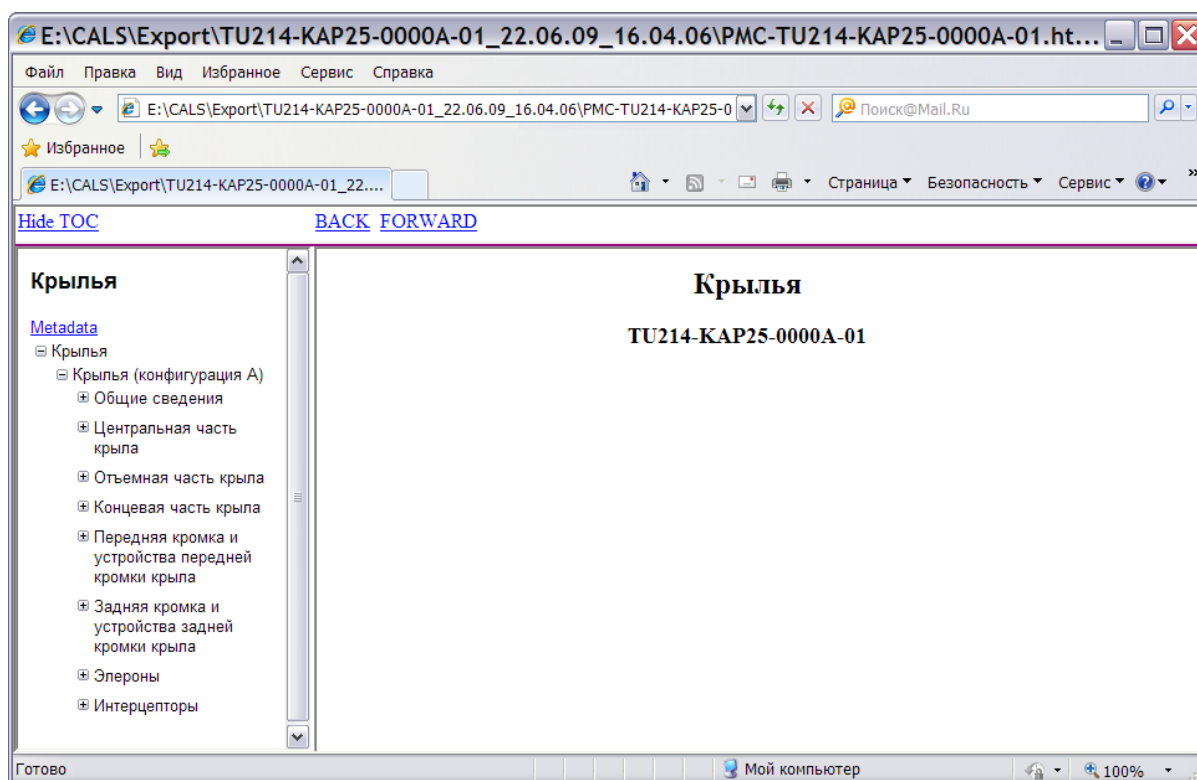 E:\CALS\Export\TU214-KAP25-0000A-01_22.06.09_16.04.06\PMC-TU214-KAP25-0000A-01.ht...
Файл Правка Вид Избранное Сервис Справка
E:\CALS\Export\TU214-KAP25-0000A-01_22.06.09_16.04.06\PMC-TU214-KAP25-0 Поиск@Mail.Ru
Избранное
E:\CALS\Export\TU214-KAP25-0000A-01_22.... Страница Безопасность Сервис »
Hide TOC BACK FORWARD
Крылья
Metadata
Крылья
Крылья (конфигурация А)
Общие сведения
Центральная часть
крыла
Отъемная часть крыла
Концевая часть крыла
Передняя кромка и
устройства передней
кромки крыла
Задняя кромка и
устройства задней
кромки крыла
Элероны
Интерцепторы
Крылья
TU214-KAP25-0000A-01
Готово Мой компьютер 100%